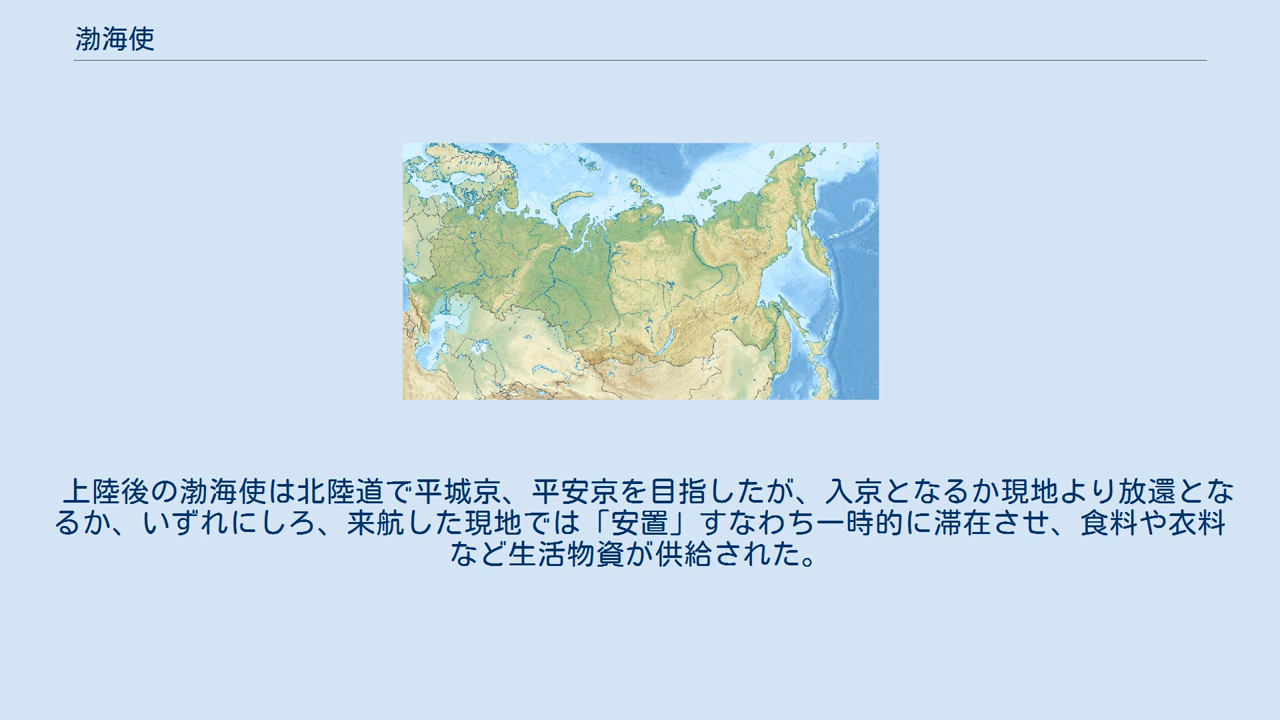 渤海使
上陸後の渤海使は北陸道で平城京、平安京を目指したが、入京となるか現地より放還とな
るか、いずれにしろ、来航した現地では「安置」すなわち一時的に滞在させ、食料や衣料
など生活物資が供給された。